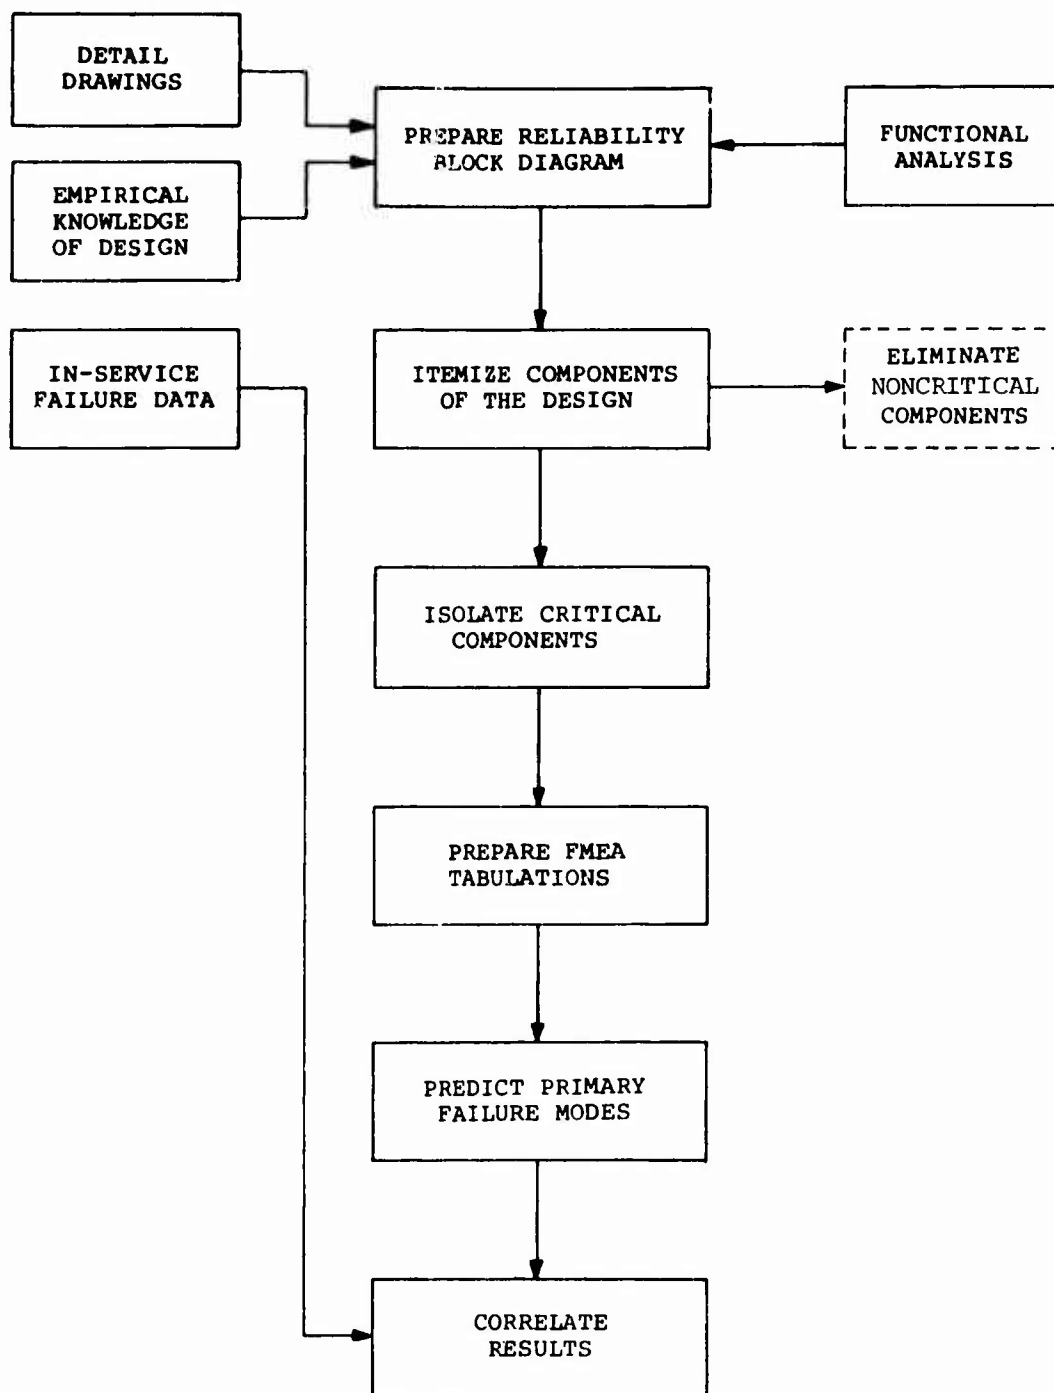 DETAIL
DRAWINGS
PREPARE RELIABILITY
BLOCK DIAGRAM
FUNCTIONAL
ANALYSIS
EMPIRICAL
KNOWLEDGE
OF DESIGN
IN-SERVICE
FAILURE DATA
ITEMIZE COMPONENTS
OF THE DESIGN
ELIMINATE
NONCRITICAL
COMPONENTS
ISOLATE CRITICAL
COMPONENTS
PREPARE FMEA
TABULATIONS
PREDICT PRIMARY
FAILURE MODES
CORRELATE
RESULTS